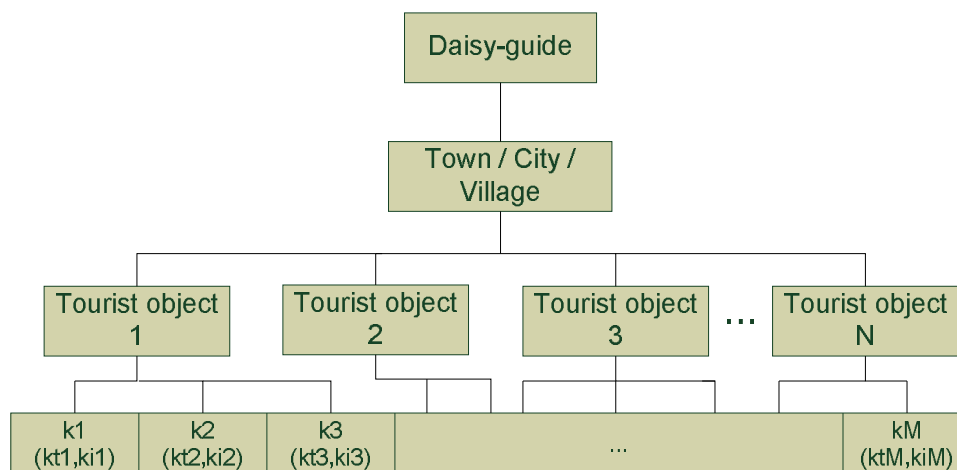 Daisy-guide
Town / City /
Village
Tourist object
1
Tourist object
2
Tourist object
3
...
Tourist object
N
k1
(kt1,ki1)
k2
(kt2,ki2)
k3
(kt3,ki3)
...
kM
(ktM,kiM)